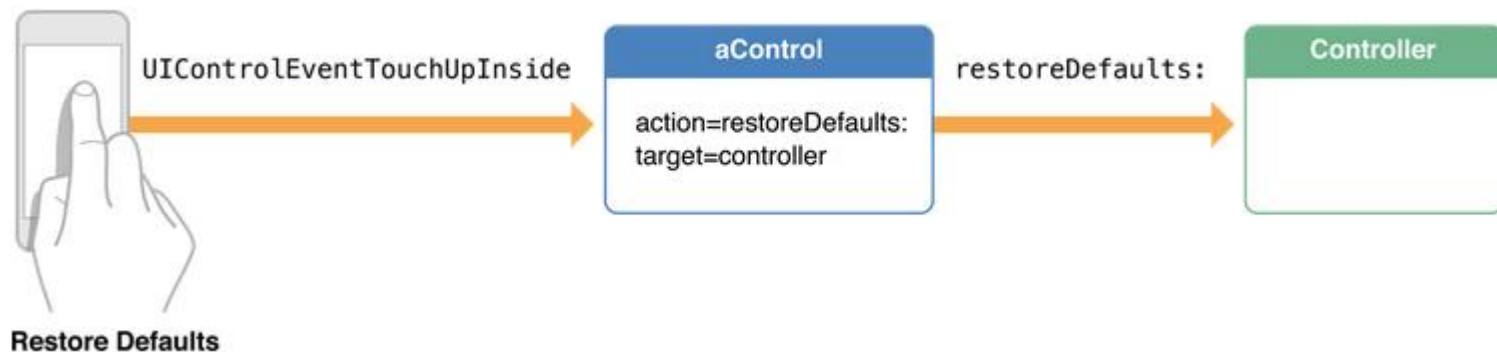 UIControlEventTouchUpInside
aControl
action=restoreDefaults:
target=controller
restoreDefaults:
Controller
Restore Defaults